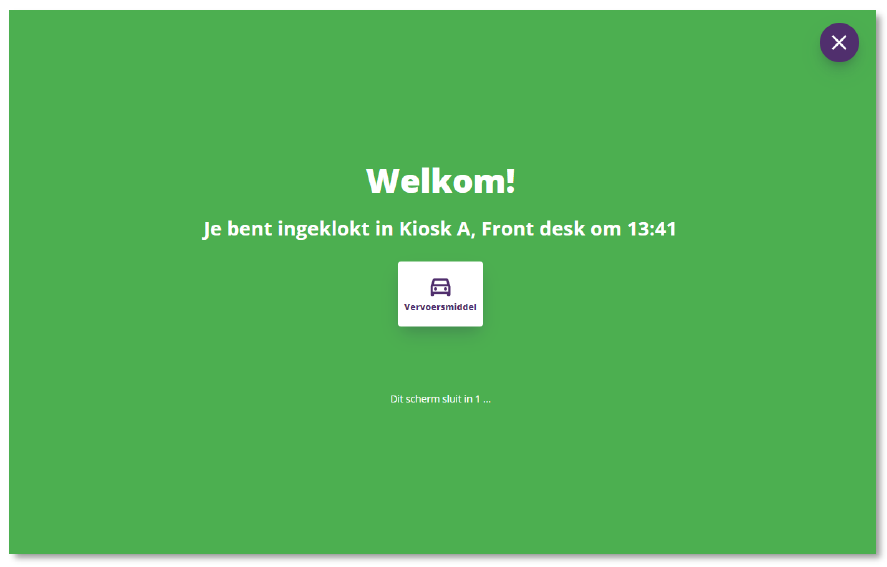 Welkom!
Je bent ingeklokt in Kiosk A, Front desk om 13:41
Vervoersmiddel
Dit scherm sluit in 1 ...